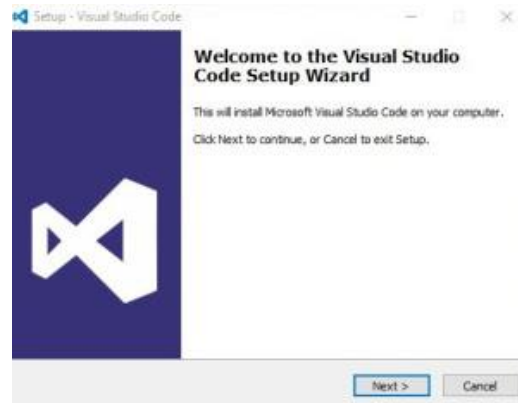 Setup - Visual Studio Code
Welcome to the Visual Studio
Code Setup Wizard
This will install Microsoft Visual Studio Code on your computer.
Click Next to continue, or Cancel to exit Setup.
Next >
Cancel